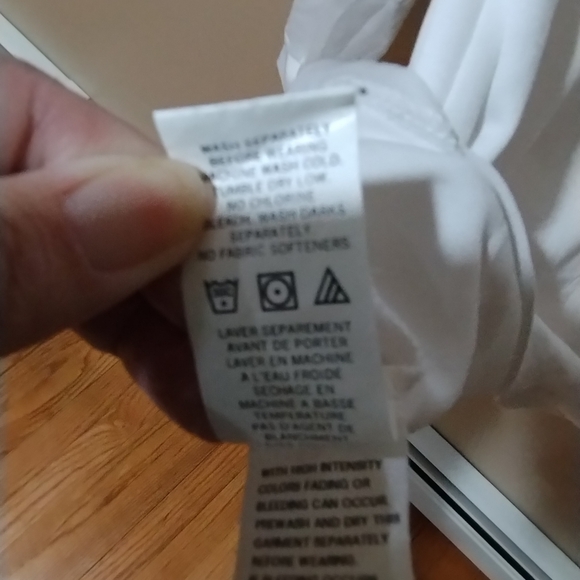 WASH SEPARATELY
BEFORE WEARING
MACHINE WASH COLD.
TUMBLE DRY LOW
NO CHLORINE
BLEACH. WASH DARKS
SEPARATELY.
NO FABRIC SOFTENERS.
LAVER SEPAREMENT
AVANT DE PORTER
LAVER EN MACHINE
A L'EAU FROIDE
SECHAGE EN
MACHINE A BASSE
TEMPERATURE
PAS D'AGENT DE
BLANCHIMENT
WITH HIGH INTENSITY
COLORS FADING OR
BLEEDING CAN OCCUR.
PREWASH AND DRY THIS
GARMENT SEPARATELY
BEFORE WEARING.